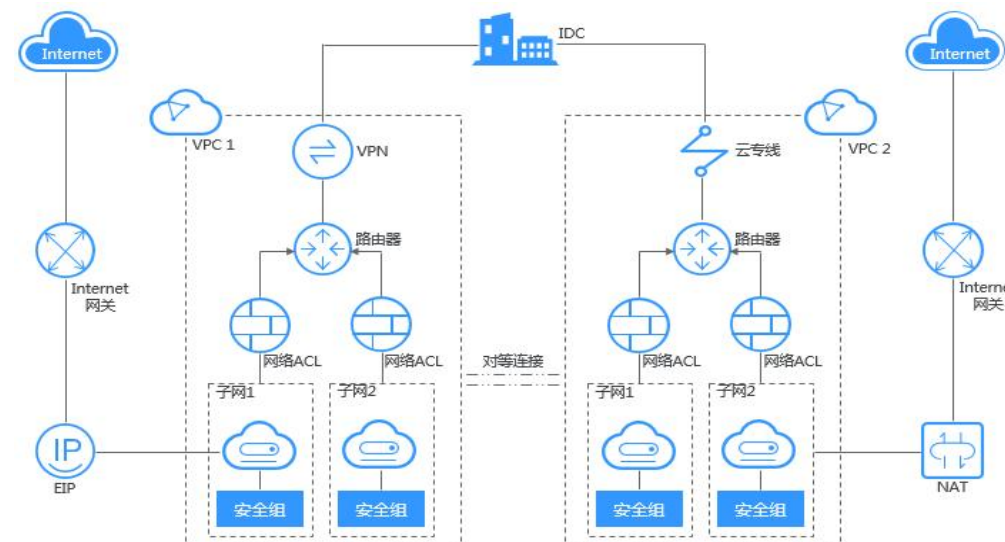 Internet
IDC
Internet
VPC 1
VPN
云专线
VPC 2
路由器
路由器
Internet
网关
Internet
网关
网络ACL
网络ACL
对等连接
网络ACL
网络ACL
子网1
子网2
子网1
子网2
IP
EIP
NAT
安全组
安全组
安全组
安全组